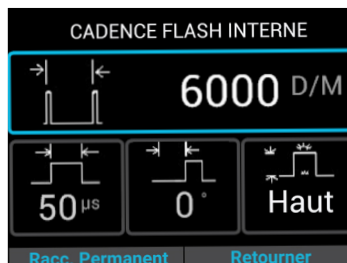 CADENCE FLASH INTERNE
6000 D/M
50 µs
0 °
Haut
Racc. Permanent
Retourner